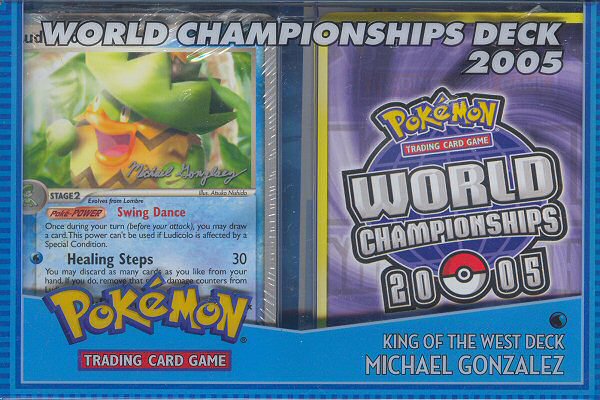 WORLD CHAMPIONSHIPS DECK
2005
Michael Gonzalez
Illus. Atsuko Nishida
STAGE2
Evolves from Lombre
Poké-POWER Swing Dance
Once during your turn (before your attack), you may draw
a card. This power can't be used if Ludicolo is affected by a
Special Condition.
Healing Steps 30
You may discard as many cards as you like from your
hand. If you do, remove that damage counters from
POKéMON
TRADING CARD GAME
POKéMON
TRADING CARD GAME
WORLD
CHAMPIONSHIPS
2005
KING OF THE WEST DECK
MICHAEL GONZALEZ